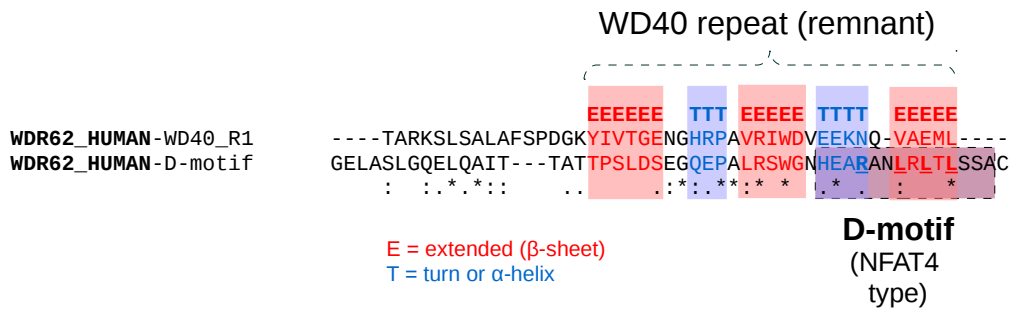 WD40 repeat (remnant)
EEEEEE TTT EEEEE TTTT EEEEE
WDR62_HUMAN-WD40_R1 ----TARKSLSALAFSPDGKYIVTGENGHRPAVRIWDVEEKNQ-VAEML----
WDR62_HUMAN-D-motif GELASLGQELQAIT---TATTPSLDSEGQEPALRSWGNHEARANLRLTLSSAC
: :.*.*:: .. .:*:.**:* * .* : : *
D-motif
(NFAT4
type)
E = extended (β-sheet)
T = turn or α-helix